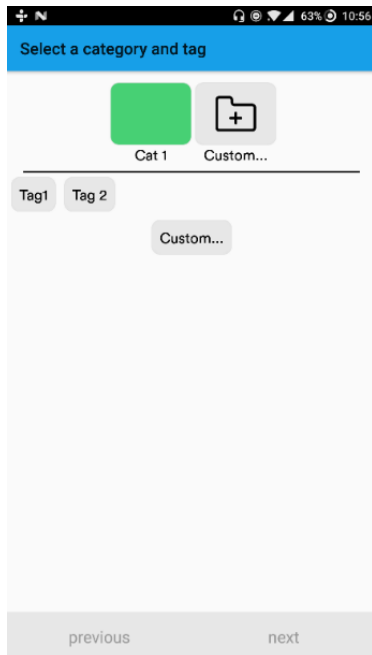 63% 10:56
Select a category and tag
Cat 1 Custom...
Tag1 Tag 2
Custom...
previous next